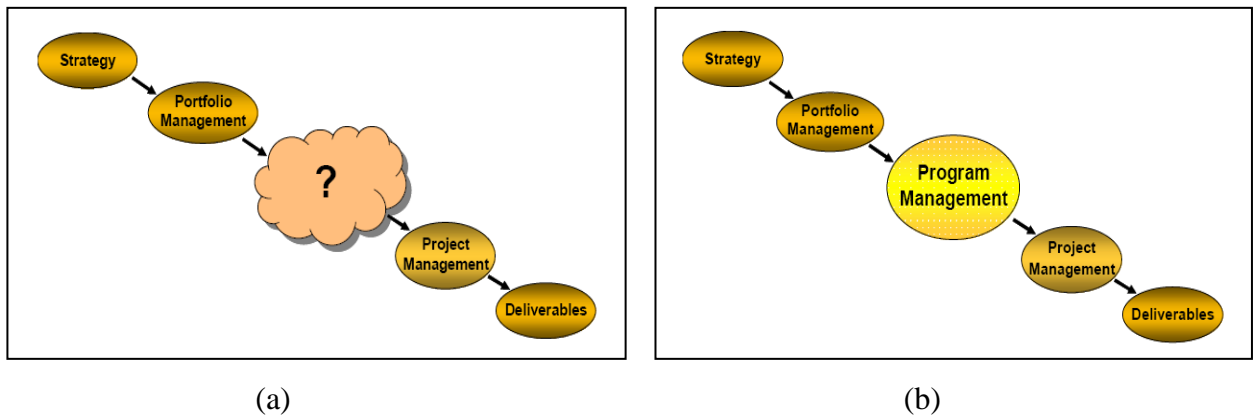 Strategy
Portfolio
Management
?
Project
Management
Deliverables
(a)
Strategy
Portfolio
Management
Program
Management
Project
Management
Deliverables
(b)